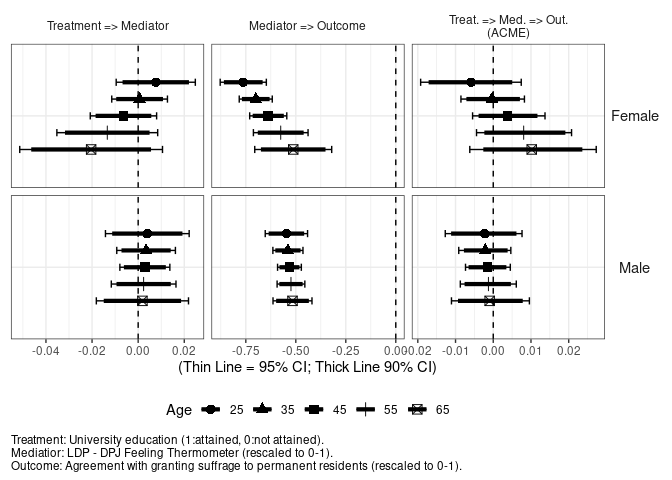 Treatment => Mediator
Mediator => Outcome
Treat. => Med. => Out.
(ACME)
Female
Male
-0.04 -0.02 0.00 0.02
-0.75 -0.50 -0.25 0.00
-0.02 -0.01 0.00 0.01 0.02
(Thin Line = 95% CI; Thick Line 90% CI)
Age 25 35 45 55 65
Treatment: University education (1:attained, 0:not attained).
Mediatior: LDP - DPJ Feeling Thermometer (rescaled to 0-1).
Outcome: Agreement with granting suffrage to permanent residents (rescaled to 0-1).